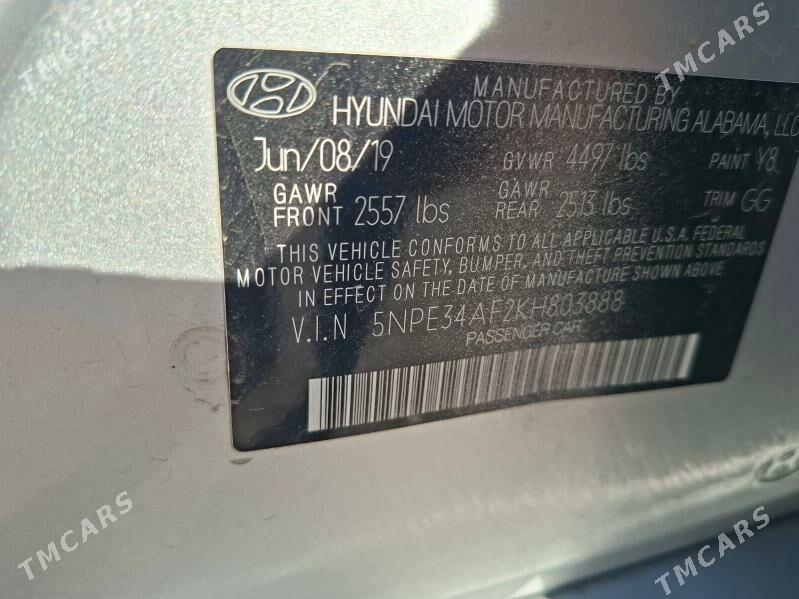 MANUFACTURED BY
HYUNDAI MOTOR MANUFACTURING ALABAMA, LLC
Jun/08/19 GVWR 4497 lbs PAINT Y8
GAWR FRONT 2557 lbs GAWR REAR 2513 lbs TRIM GG
THIS VEHICLE CONFORMS TO ALL APPLICABLE U.S.A. FEDERAL
MOTOR VEHICLE SAFETY, BUMPER, AND THEFT PREVENTION STANDARDS
IN EFFECT ON THE DATE OF MANUFACTURE SHOWN ABOVE.
V.I.N 5NPE34AF2KH803888
PASSENGER CAR
TMCARS
TMCARS
TMCARS
TMCARS